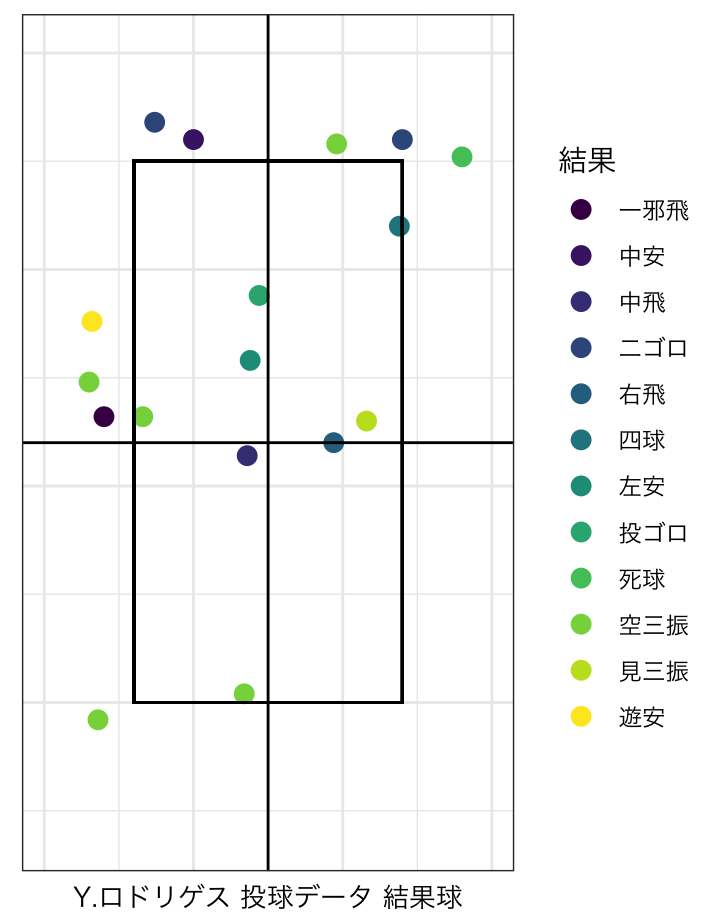 結果
一邪飛
中安
中飛
ニゴロ
右飛
四球
左安
投ゴロ
死球
空三振
見三振
遊安
Y.ロドリゲス 投球データ 結果球